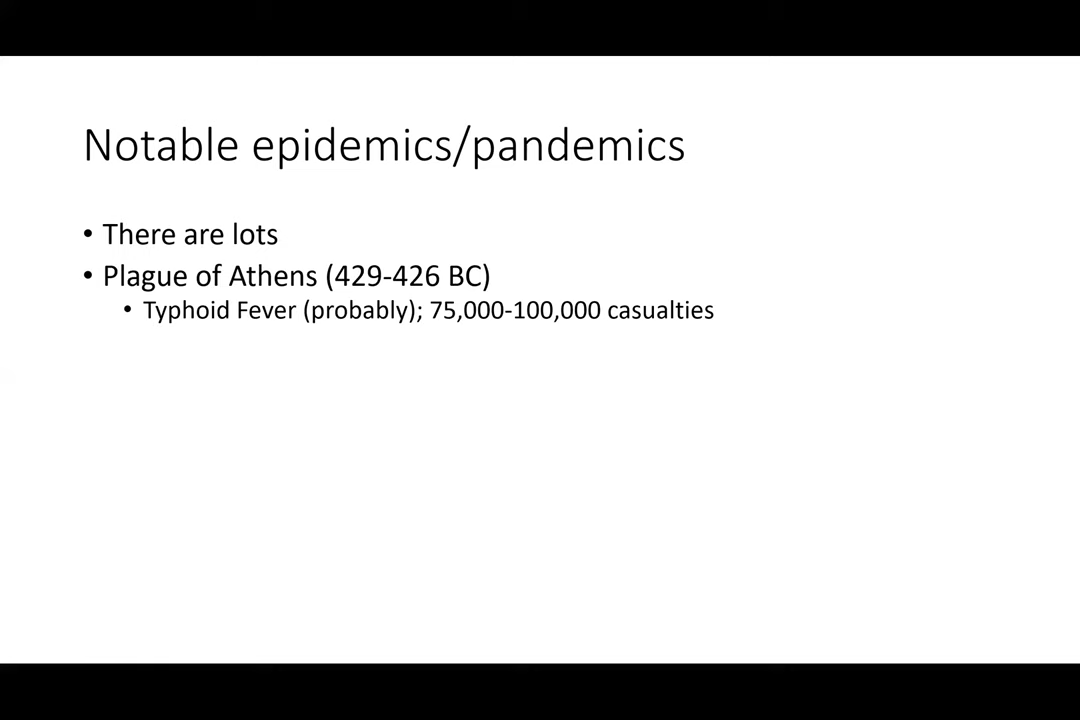 Notable epidemics/pandemics
• There are lots
• Plague of Athens (429-426 BC)
• Typhoid Fever (probably); 75,000-100,000 casualties